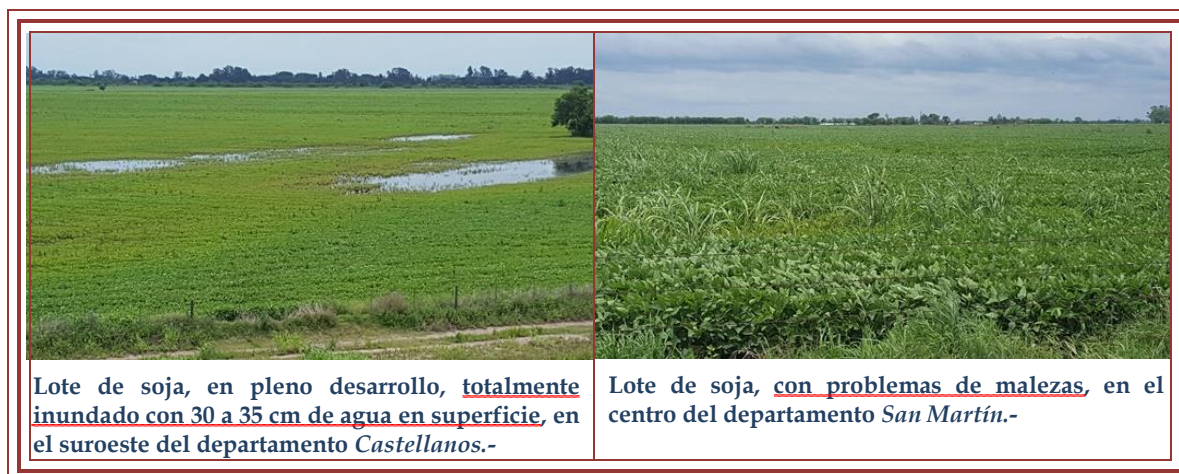 Lote de soja, en pleno desarrollo, totalmente
inundado con 30 a 35 cm de agua en superficie, en
el suroeste del departamento Castellanos.-
Lote de soja, con problemas de malezas, en el
centro del departamento San Martín.-